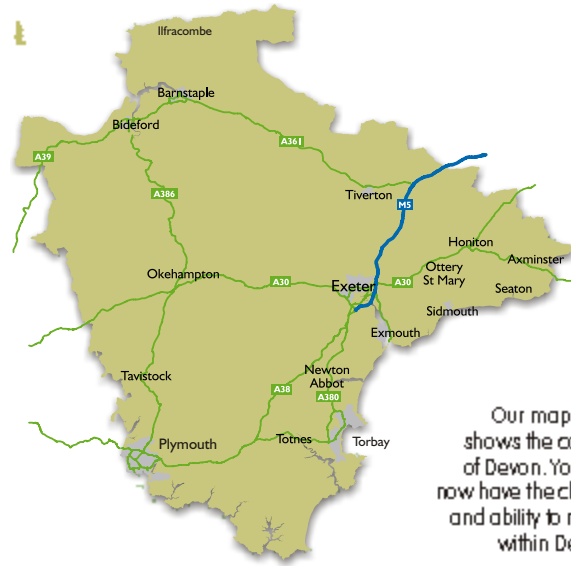 Ilfracombe
Barnstaple
Bideford
A39
A361
A386
Tiverton
M5
Honiton
Axminster
Okehampton
A30
Exeter
A30
Ottery
St Mary
Seaton
Sidmouth
Exmouth
Tavistock
Newton
Abbot
A38
A380
Plymouth
Totnes
Torbay
Our map
shows the
of Devon. Yo
now have the
and ability to
within De